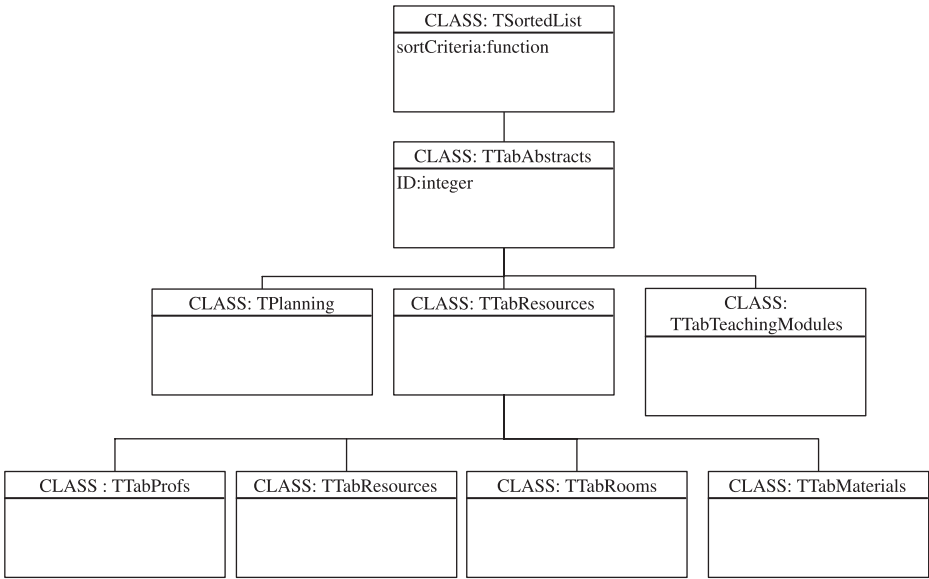 CLASS: TSortedList
sortCriteria:function
CLASS: TTabAbstracts
ID:integer
CLASS: TPlanning
CLASS: TTabResources
CLASS:
TTabTeachingModules
CLASS : TTabProfs
CLASS: TTabResources
CLASS: TTabRooms
CLASS: TTabMaterials